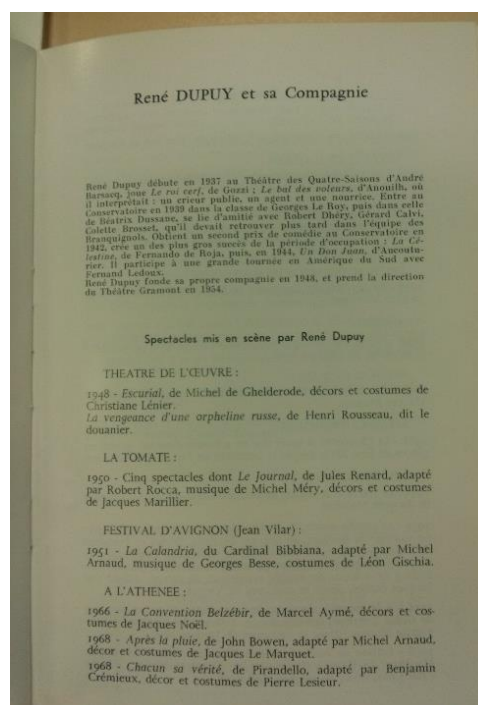 René DUPUY et sa Compagnie
René Dupuy débute en 1937 au Théâtre des Quatre-Saisons d'André
Barsacq, joue Le roi cerf, de Gozzi ; Le bal des voleurs, d'Anouilh, où
il interprétait : un crieur public, un agent et une nourrice. Entre au
Conservatoire en 1939 dans la classe de Georges Le Roy, puis dans celle
de Béatrix Dussane, se lie d'amitié avec Robert Dhéry, Gérard Calvi,
Colette Brosset, qu'il devait retrouver plus tard dans l'équipe des
Branquignols. Obtient un second prix de comédie au Conservatoire en
1942, crée un des plus gros succès de la période d'occupation : La Cé-
lestine, de Fernando de Roja, puis, en 1944, Un Don Juan, d'Aucoutu-
rier. Il participe à une grande tournée en Amérique du Sud avec
Fernand Ledoux.
René Dupuy fonde sa propre compagnie en 1948, et prend la direction
du Théâtre Gramont en 1954.
Spectacles mis en scène par René Dupuy
THEATRE DE L'ŒUVRE :
1948 - Escurial, de Michel de Ghelderode, décors et costumes de
Christiane Lénier.
La vengeance d'une orpheline russe, de Henri Rousseau, dit le
douanier.
LA TOMATE :
1950 - Cinq spectacles dont Le Journal, de Jules Renard, adapté
par Robert Rocca, musique de Michel Méry, décors et costumes
de Jacques Marillier.
FESTIVAL D'AVIGNON (Jean Vilar) :
1951 - La Calandria, du Cardinal Bibbiana, adapté par Michel
Arnaud, musique de Georges Besse, costumes de Léon Gischia.
A L'ATHENEE :
1966 - La Convention Belzébir, de Marcel Aymé, décors et cos-
tumes de Jacques Noël.
1968 - Après la pluie, de John Bowen, adapté par Michel Arnaud,
décor et costumes de Jacques Le Marquet.
1968 - Chacun sa vérité, de Pirandello, adapté par Benjamin
Crémieux, décor et costumes de Pierre Lesieur.